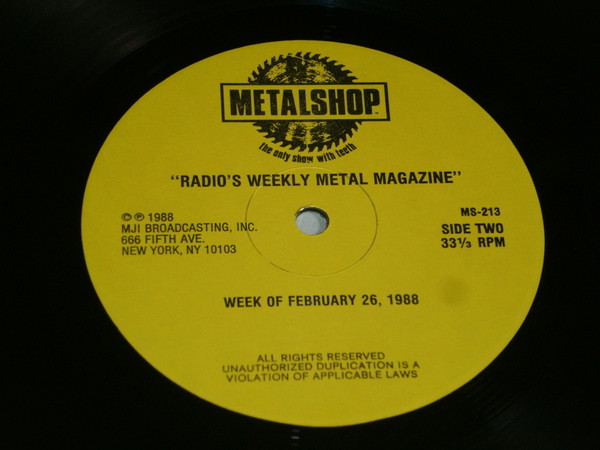 METALSHOP™
the only show with teeth
"RADIO'S WEEKLY METAL MAGAZINE"
© ℗ 1988
MJI BROADCASTING, INC.
666 FIFTH AVE.
NEW YORK, NY 10103
MS-213
SIDE TWO
33⅓ RPM
WEEK OF FEBRUARY 26, 1988
ALL RIGHTS RESERVED
UNAUTHORIZED DUPLICATION IS A
VIOLATION OF APPLICABLE LAWS